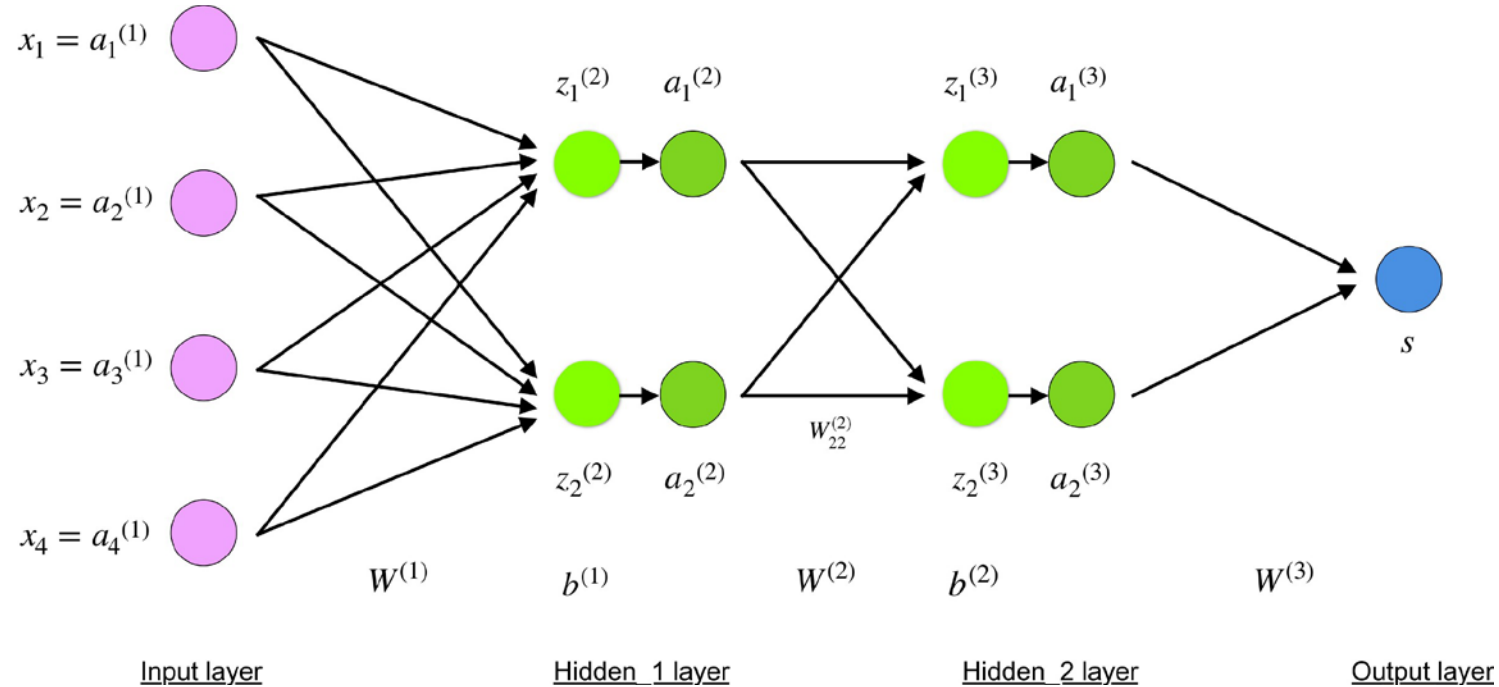 x₁ = a₁⁽¹⁾
z₁⁽²⁾ a₁⁽²⁾ z₁⁽³⁾ a₁⁽³⁾
x₂ = a₂⁽¹⁾
s
x₃ = a₃⁽¹⁾
W₂₂⁽²⁾
z₂⁽²⁾ a₂⁽²⁾ z₂⁽³⁾ a₂⁽³⁾
x₄ = a₄⁽¹⁾
W⁽¹⁾ b⁽¹⁾ W⁽²⁾ b⁽²⁾ W⁽³⁾
Input layer Hidden_1 layer Hidden_2 layer Output layer